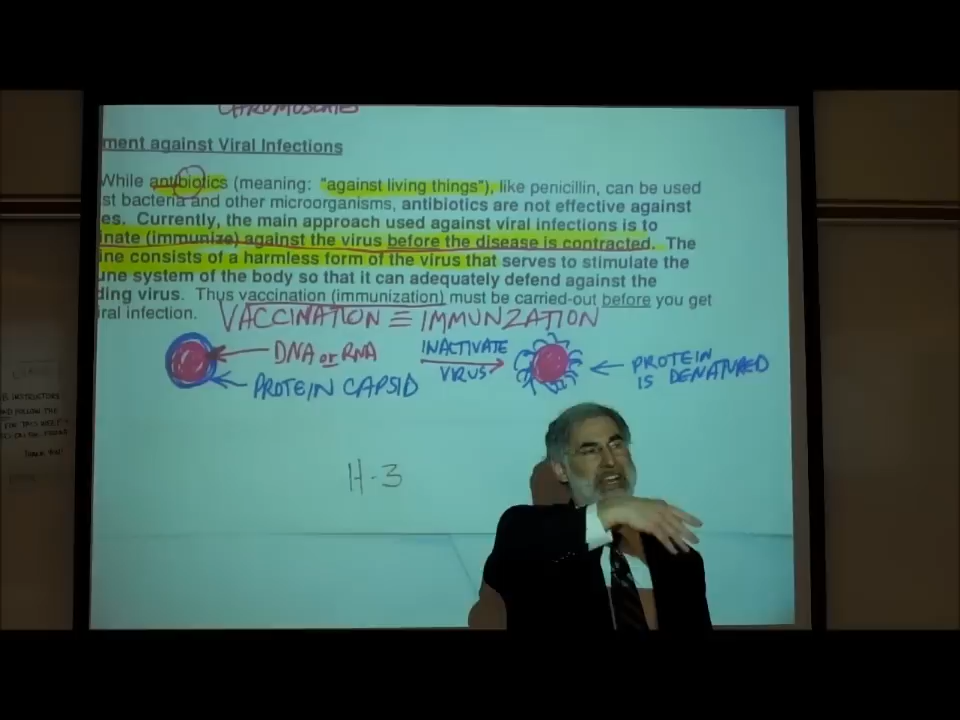 CHROMOSOMES
ment against Viral Infections
While antibiotics (meaning: "against living things"), like penicillin, can be used
st bacteria and other microorganisms, antibiotics are not effective against
es. Currently, the main approach used against viral infections is to
inate (immunize) against the virus before the disease is contracted. The
ine consists of a harmless form of the virus that serves to stimulate the
une system of the body so that it can adequately defend against the
ding virus. Thus vaccination (immunization) must be carried-out before you get
iral infection.
VACCINATION ≡ IMMUNZATION
DNA or RNA
PROTEIN CAPSID
INACTIVATE
VIRUS
PROTEIN
IS DENATURED
H-3
INSTRUCTORS
FOLLOW THE